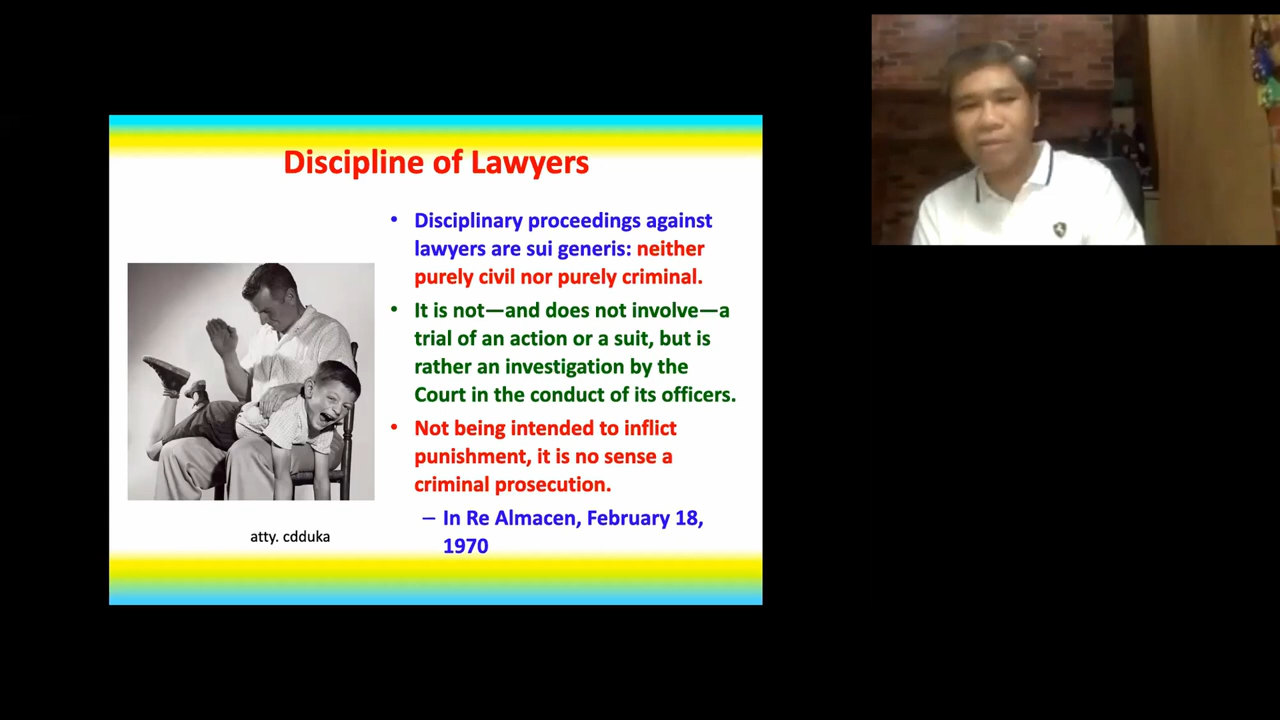 Discipline of Lawyers
• Disciplinary proceedings against
lawyers are sui generis: neither
purely civil nor purely criminal.
• It is not—and does not involve—a
trial of an action or a suit, but is
rather an investigation by the
Court in the conduct of its officers.
• Not being intended to inflict
punishment, it is no sense a
criminal prosecution.
– In Re Almacen, February 18,
1970
atty. cdduka